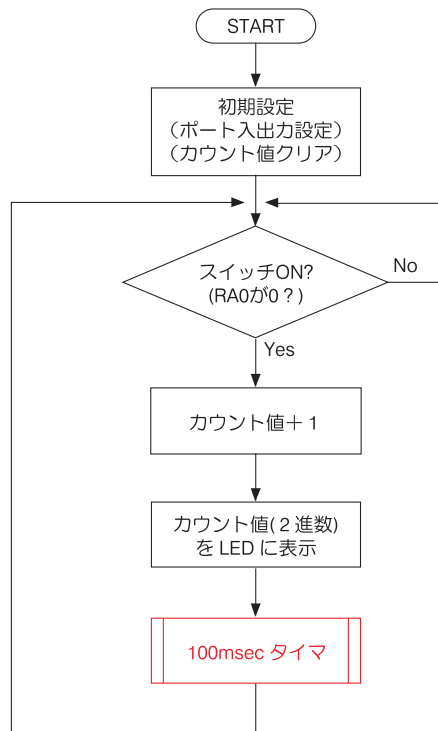 START
初期設定
（ポート入出力設定）
（カウント値クリア）
スイッチON?
(RA0が0？)
No
Yes
カウント値＋１
カウント値(２進数)
をLEDに表示
100msec タイマ